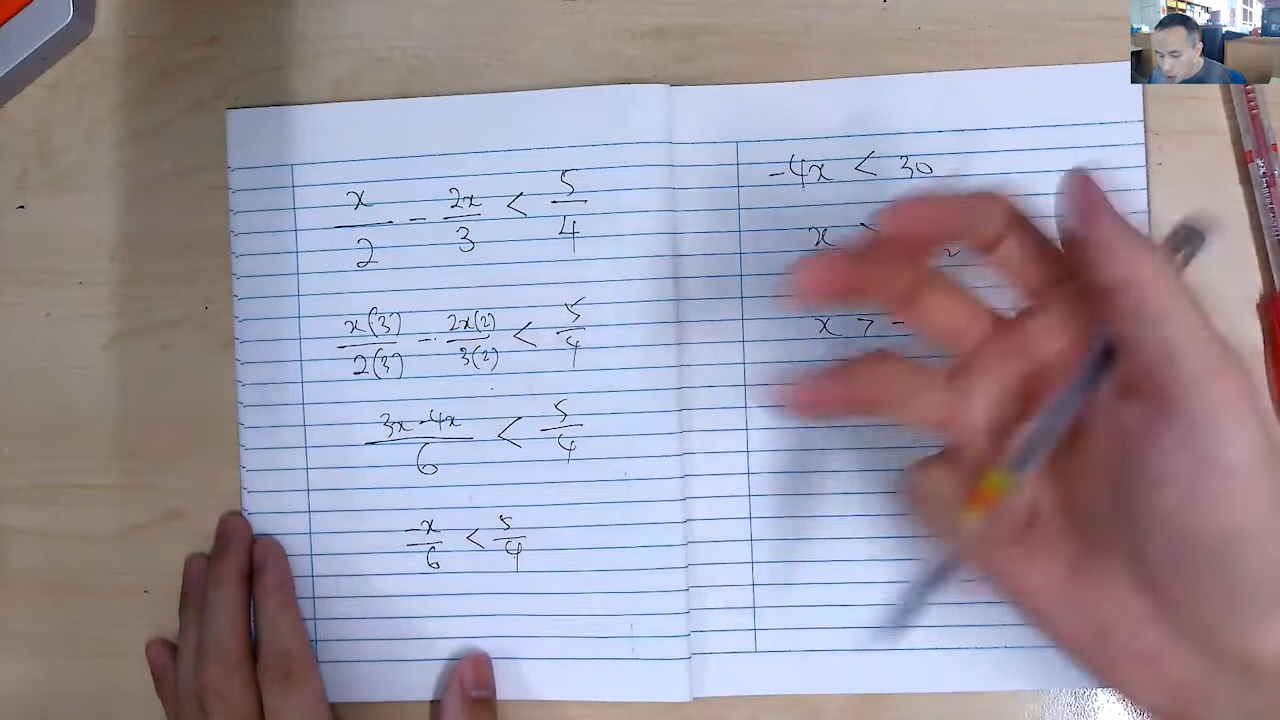 x/2 - 2x/3 < 5/4
x(3)/2(3) - 2x(2)/3(2) < 5/4
3x-4x/6 < 5/4
-x/6 < 5/4
-4x < 30
x
x > -